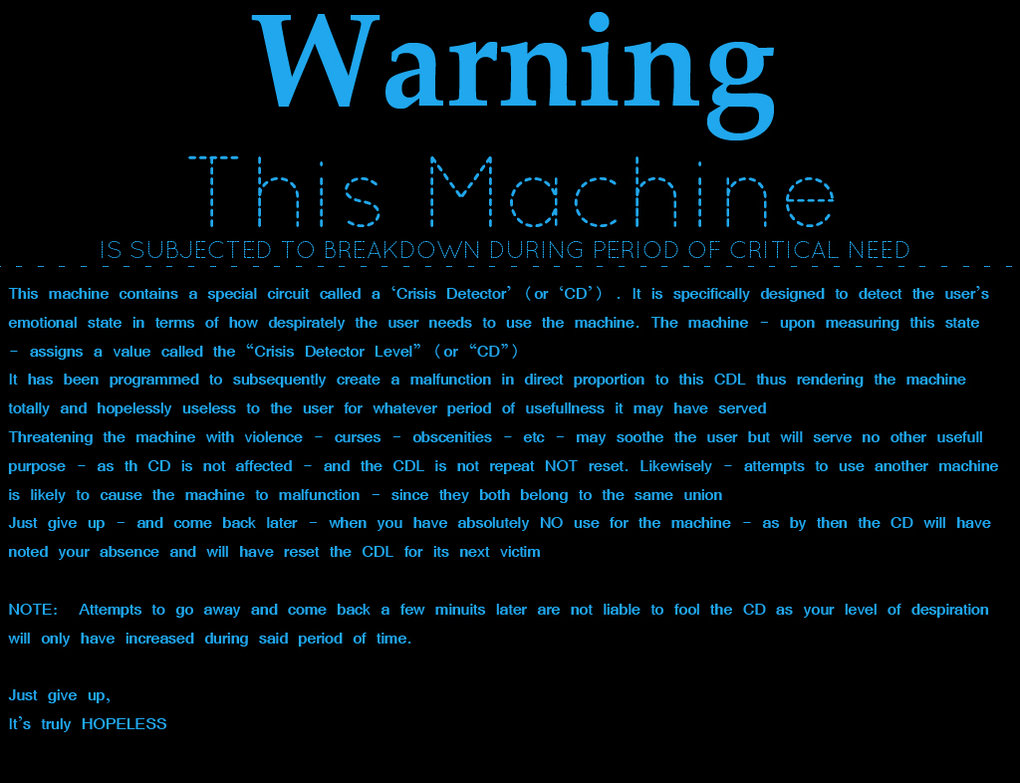 Warning
This Machine
IS SUBJECTED TO BREAKDOWN DURING PERIOD OF CRITICAL NEED
This machine contains a special circuit called a ‘Crisis Detector’ (or ‘CD’) . It is specifically designed to detect the user’s
emotional state in terms of how despirately the user needs to use the machine. The machine - upon measuring this state
- assigns a value called the “Crisis Detector Level” (or “CD”)
It has been programmed to subsequently create a malfunction in direct proportion to this CDL thus rendering the machine
totally and hopelessly useless to the user for whatever period of usefullness it may have served
Threatening the machine with violence - curses - obscenities - etc - may soothe the user but will serve no other usefull
purpose - as th CD is not affected - and the CDL is not repeat NOT reset. Likewisely - attempts to use another machine
is likely to cause the machine to malfunction - since they both belong to the same union
Just give up - and come back later - when you have absolutely NO use for the machine - as by then the CD will have
noted your absence and will have reset the CDL for its next victim
NOTE: Attempts to go away and come back a few minuits later are not liable to fool the CD as your level of despiration
will only have increased during said period of time.
Just give up,
It’s truly HOPELESS